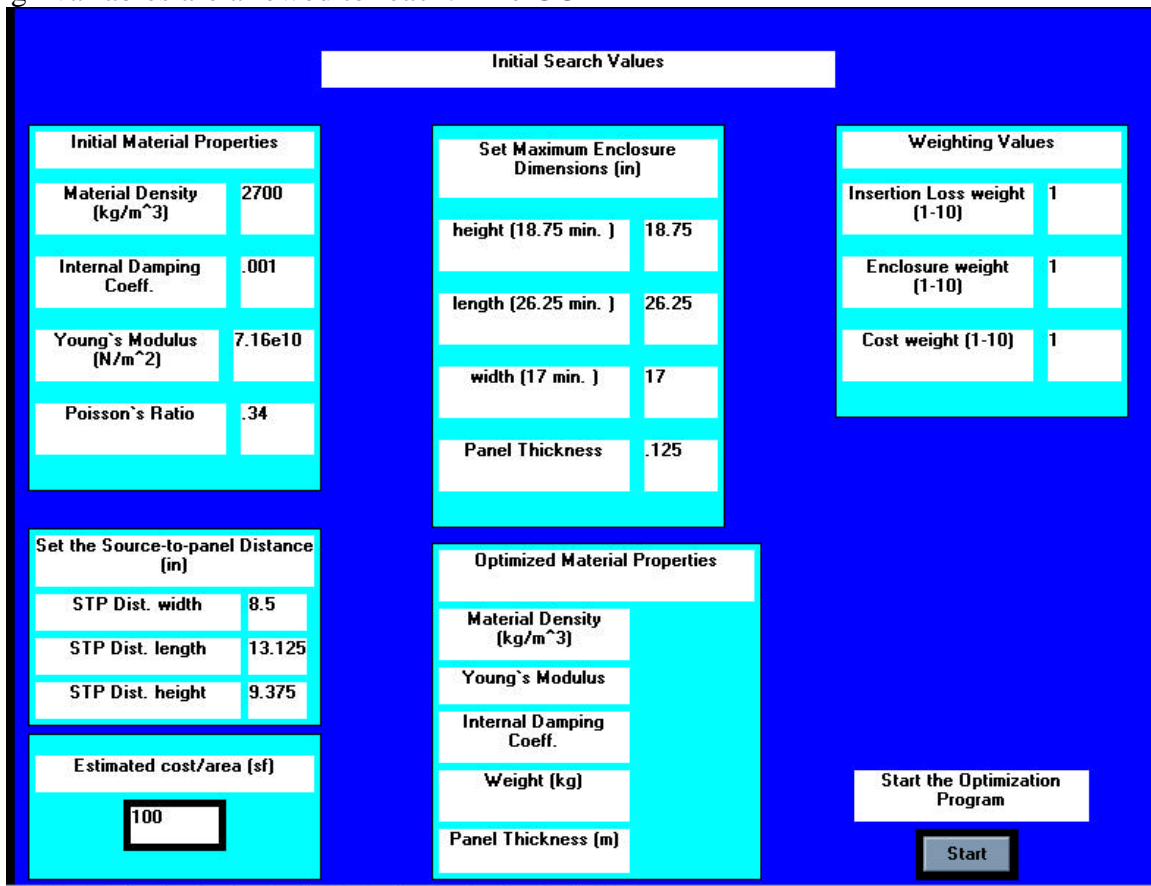 Initial Search Values
Initial Material Properties
Material Density
(kg/m^3)
2700
Internal Damping
Coeff.
.001
Young`s Modulus
(N/m^2)
7.16e10
Poisson`s Ratio
.34
Set Maximum Enclosure
Dimensions (in)
height (18.75 min. )
18.75
length (26.25 min. )
26.25
width (17 min. )
17
Panel Thickness
.125
Weighting Values
Insertion Loss weight
(1-10)
1
Enclosure weight
(1-10)
1
Cost weight (1-10)
1
Set the Source-to-panel Distance
(in)
STP Dist. width
8.5
STP Dist. length
13.125
STP Dist. height
9.375
Estimated cost/area (sf)
100
Optimized Material Properties
Material Density
(kg/m^3)
Young`s Modulus
Internal Damping
Coeff.
Weight (kg)
Panel Thickness (m)
Start the Optimization
Program
Start